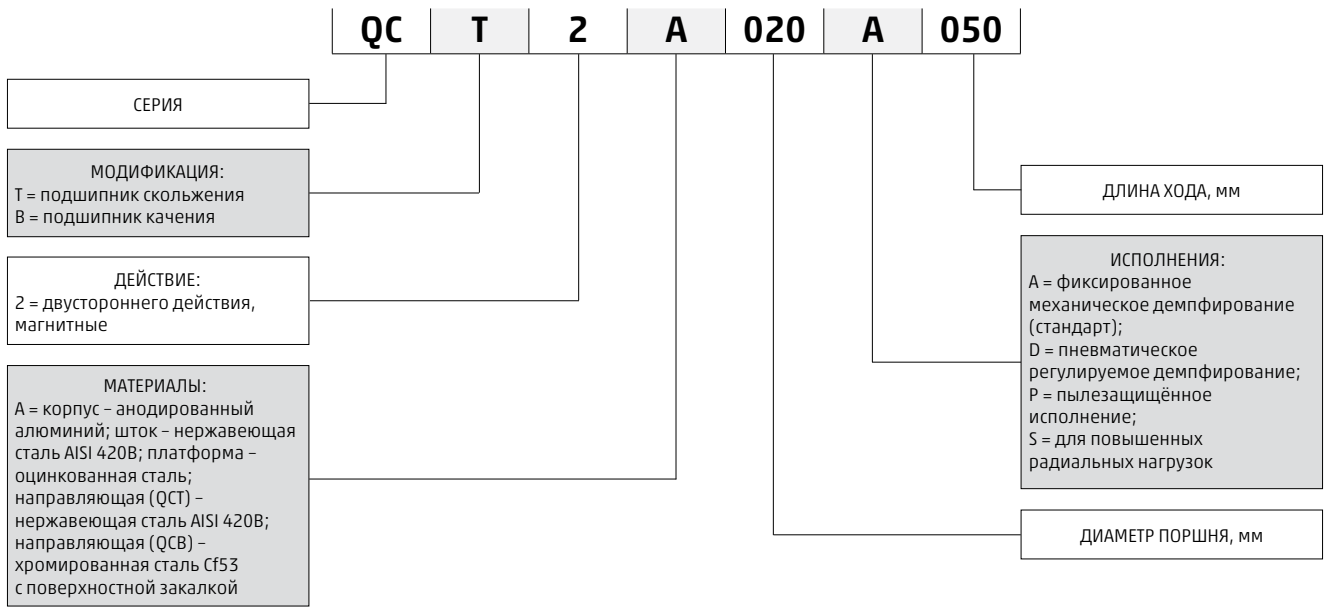 QC T 2 A 020 A 050
СЕРИЯ
МОДИФИКАЦИЯ:
T = подшипник скольжения
B = подшипник качения
ДЕЙСТВИЕ:
2 = двустороннего действия,
магнитные
МАТЕРИАЛЫ:
A = корпус – анодированный
алюминий; шток – нержавеющая
сталь AISI 420B; платформа –
оцинкованная сталь;
направляющая (QCT) –
нержавеющая сталь AISI 420B;
направляющая (QCB) –
хромированная сталь Cf53
с поверхностной закалкой
ДЛИНА ХОДА, мм
ИСПОЛНЕНИЯ:
A = фиксированное
механическое демпфирование
(стандарт);
D = пневматическое
регулируемое демпфирование;
P = пылезащищённое
исполнение;
S = для повышенных
радиальных нагрузок
ДИАМЕТР ПОРШНЯ, мм